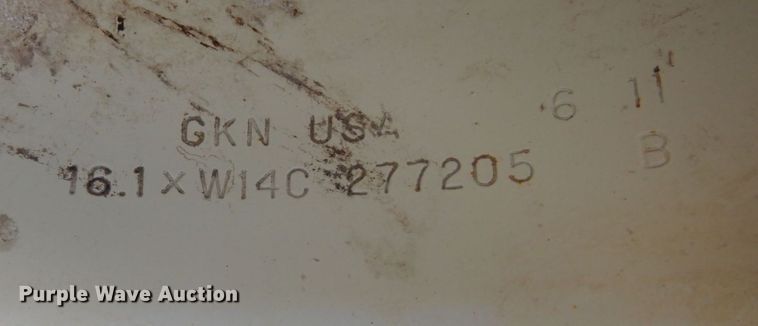 GKN USA 6 11
16.1 x W14C 277205 B
Purple Wave Auction